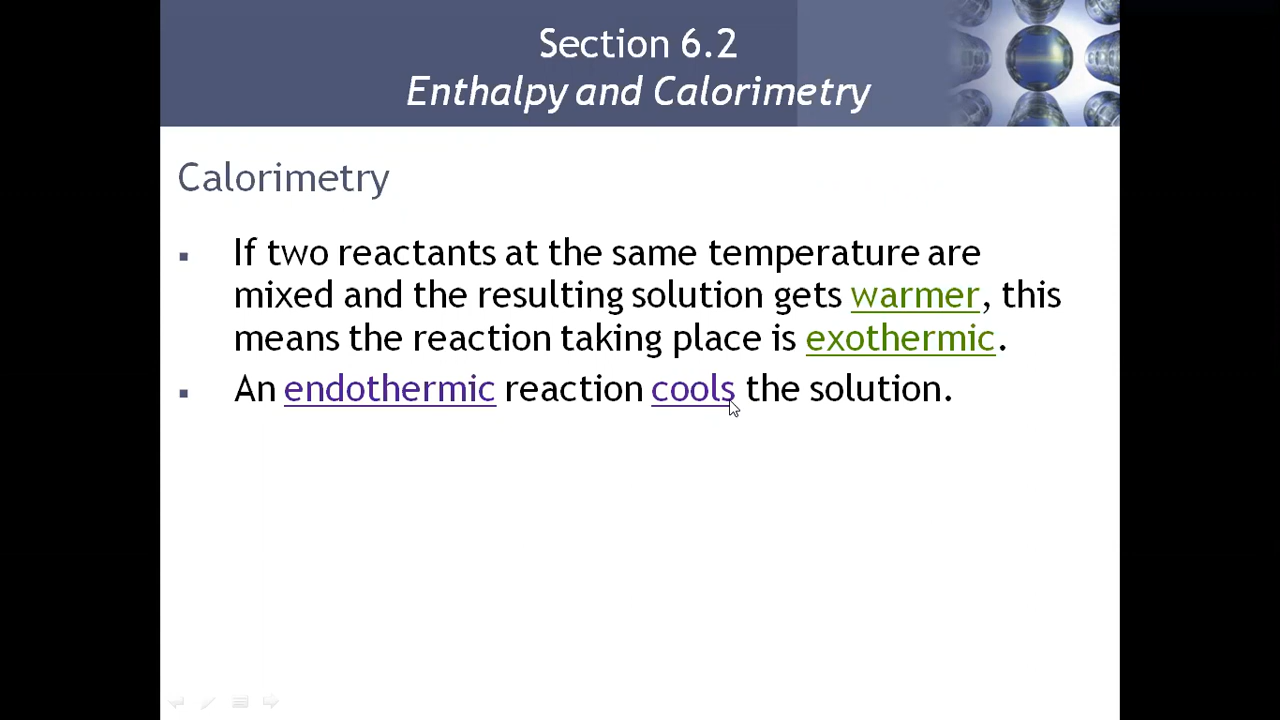 Section 6.2
Enthalpy and Calorimetry
Calorimetry
▪ If two reactants at the same temperature are
mixed and the resulting solution gets warmer, this
means the reaction taking place is exothermic.
▪ An endothermic reaction cools the solution.